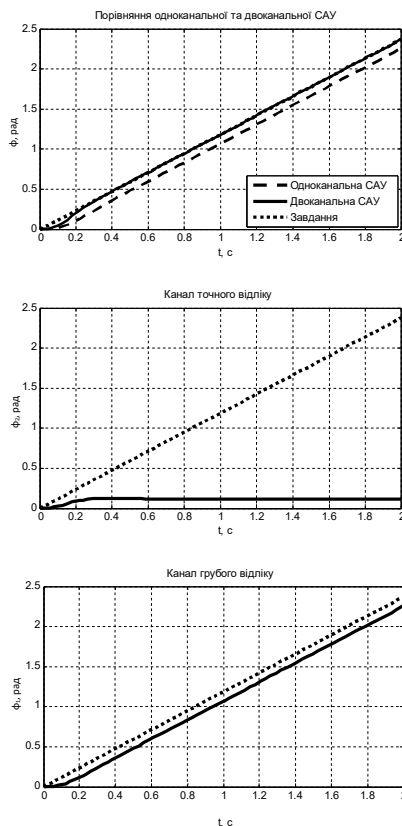 Порівняння одноканальної та двоканальної САУ
2.5
2
1.5
1
0.5
0
ϕ, рад
Одноканальна САУ
Двоканальна САУ
Завдання
0 0.2 0.4 0.6 0.8 1 1.2 1.4 1.6 1.8 2
t, с
Канал точного відліку
2.5
2
1.5
1
0.5
0
ϕ₂, рад
0 0.2 0.4 0.6 0.8 1 1.2 1.4 1.6 1.8 2
t, с
Канал грубого відліку
2.5
2
1.5
1
0.5
0
ϕ₁, рад
0 0.2 0.4 0.6 0.8 1.0 1.2 1.4 1.6 1.8 2
t, с